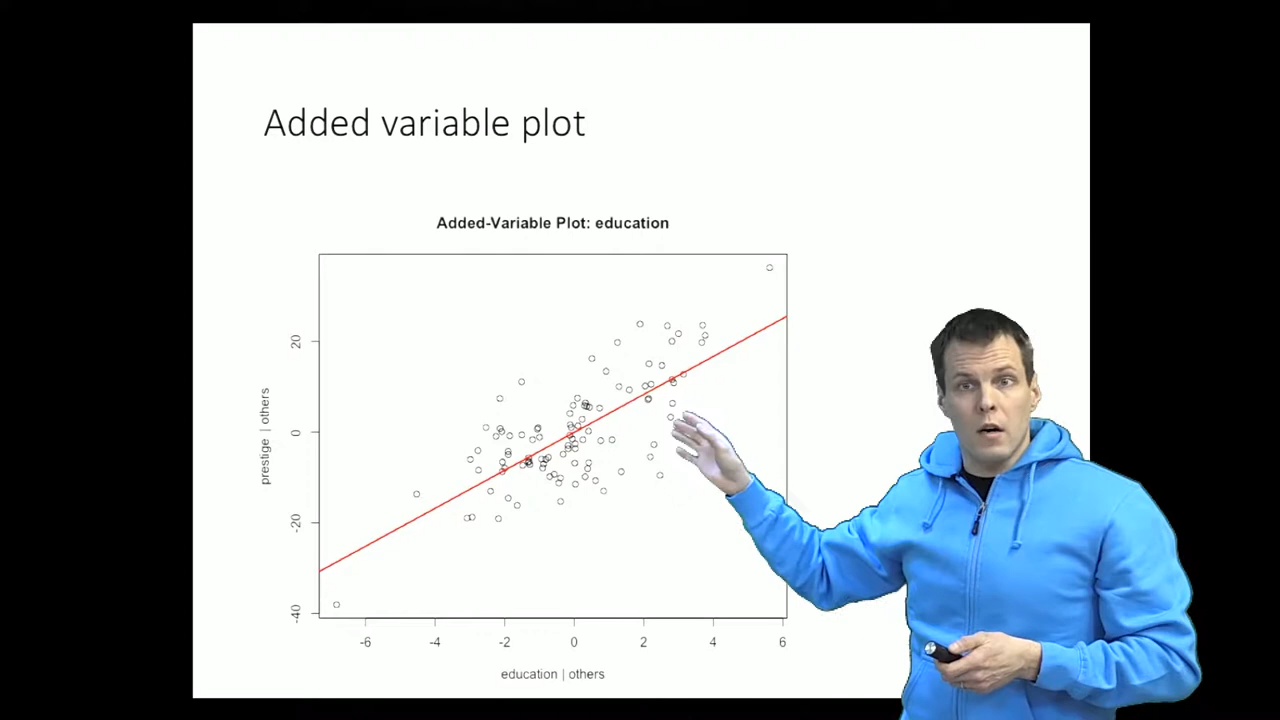 Added variable plot
Added-Variable Plot: education
20
0
-20
-40
prestige | others
-6 -4 -2 0 2 4 6
education | others